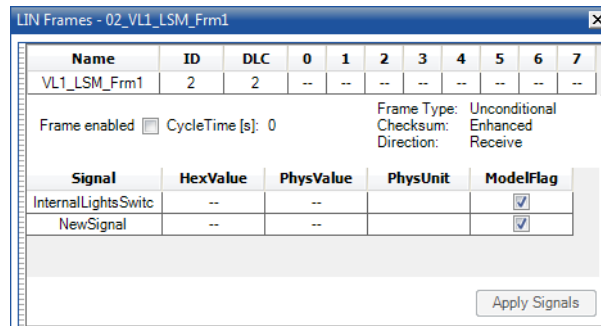 LIN Frames - 02_VL1_LSM_Frm1
Name ID DLC 0 1 2 3 4 5 6 7
VL1_LSM_Frm1 2 2 -- -- -- -- -- -- -- --
Frame enabled CycleTime [s]: 0
Frame Type: Unconditional
Checksum: Enhanced
Direction: Receive
Signal HexValue PhysValue PhysUnit ModelFlag
InternalLightsSwitc -- --
NewSignal -- --
Apply Signals